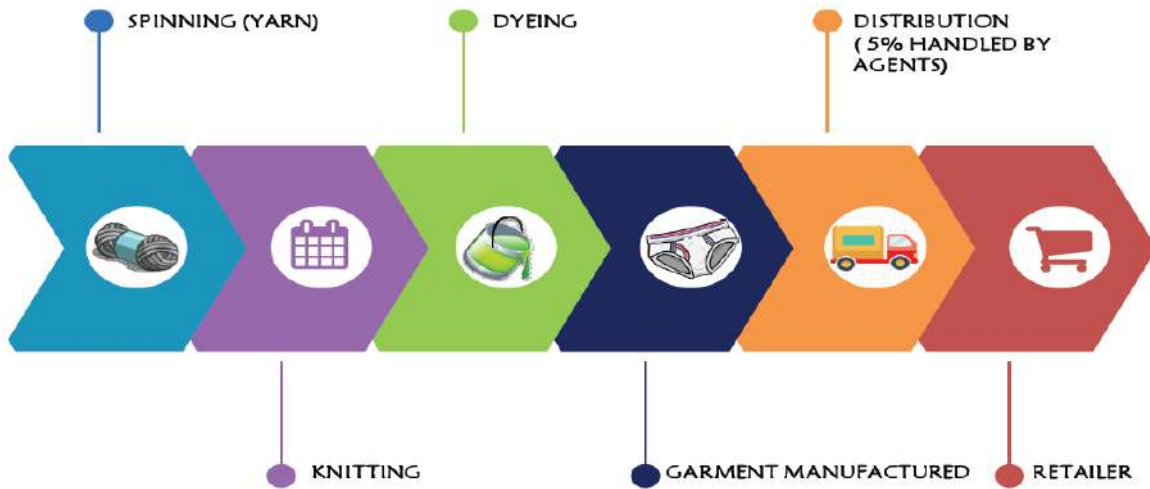 SPINNING (YARN)
DYEING
DISTRIBUTION
( 5% HANDLED BY
AGENTS)
KNITTING
GARMENT MANUFACTURED
RETAILER